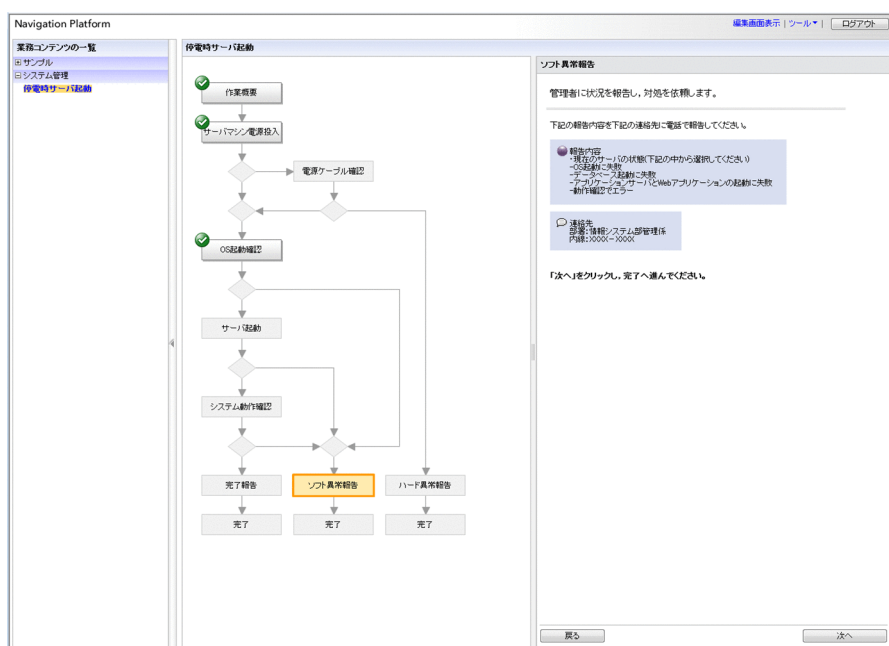 Navigation Platform
編集画面表示 | ツール▼ | ログアウト
業務コンテンツの一覧
サンプル
システム管理
停電時サーバ起動
停電時サーバ起動
作業概要
サーバマシン電源投入
電源ケーブル確認
OS起動確認
サーバ起動
システム動作確認
完了報告
ソフト異常報告
ハード異常報告
完了
完了
完了
ソフト異常報告
管理者に状況を報告し，対処を依頼します。
下記の報告内容を下記の連絡先に電話で報告してください。
報告内容
・現在のサーバの状態(下記の中から選択してください)
-OS起動に失敗
-データベース起動に失敗
-アプリケーションサーバとWebアプリケーションの起動に失敗
-動作確認でエラー
連絡先
部署：情報システム部管理係
内線：XXXX-XXXX
「次へ」をクリックし，完了へ進んでください。
戻る
次へ